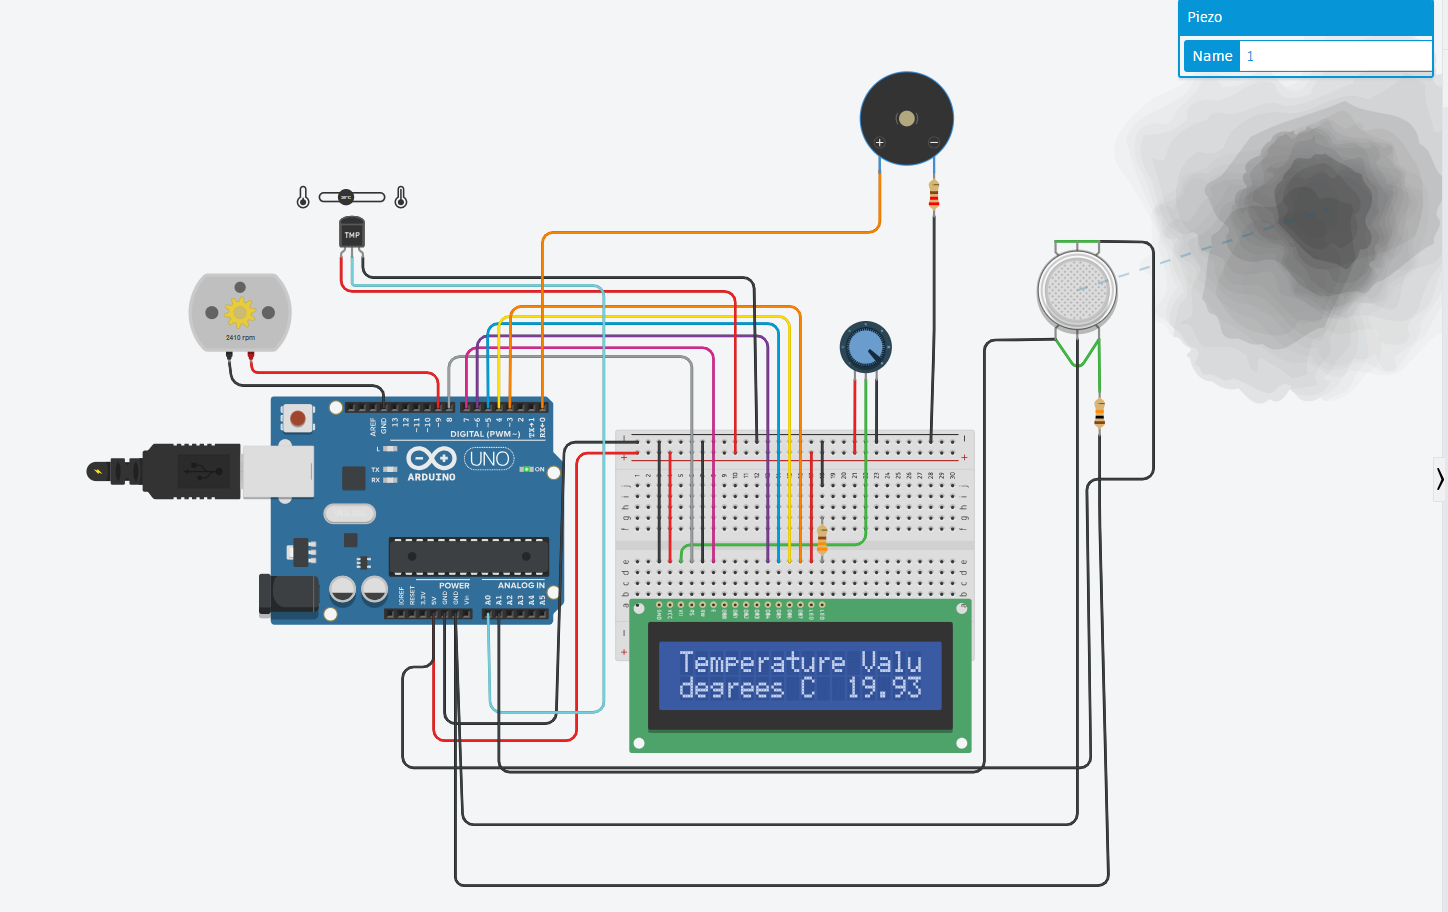 Piezo
Name 1
TMP
2410 rpm
AREF
GND
13
12
~11
~10
~9
8
7
~6
~5
4
~3
2
TX→1
RX←0
DIGITAL (PWM~)
L
TX
RX
ARDUINO
UNO
ON
POWER
ANALOG IN
IOREF
RESET
3.3V
5V
GND
GND
Vin
A0
A1
A2
A3
A4
A5
j
i
h
g
f
e
d
c
b
a
Temperature Valu
degrees C 19.93